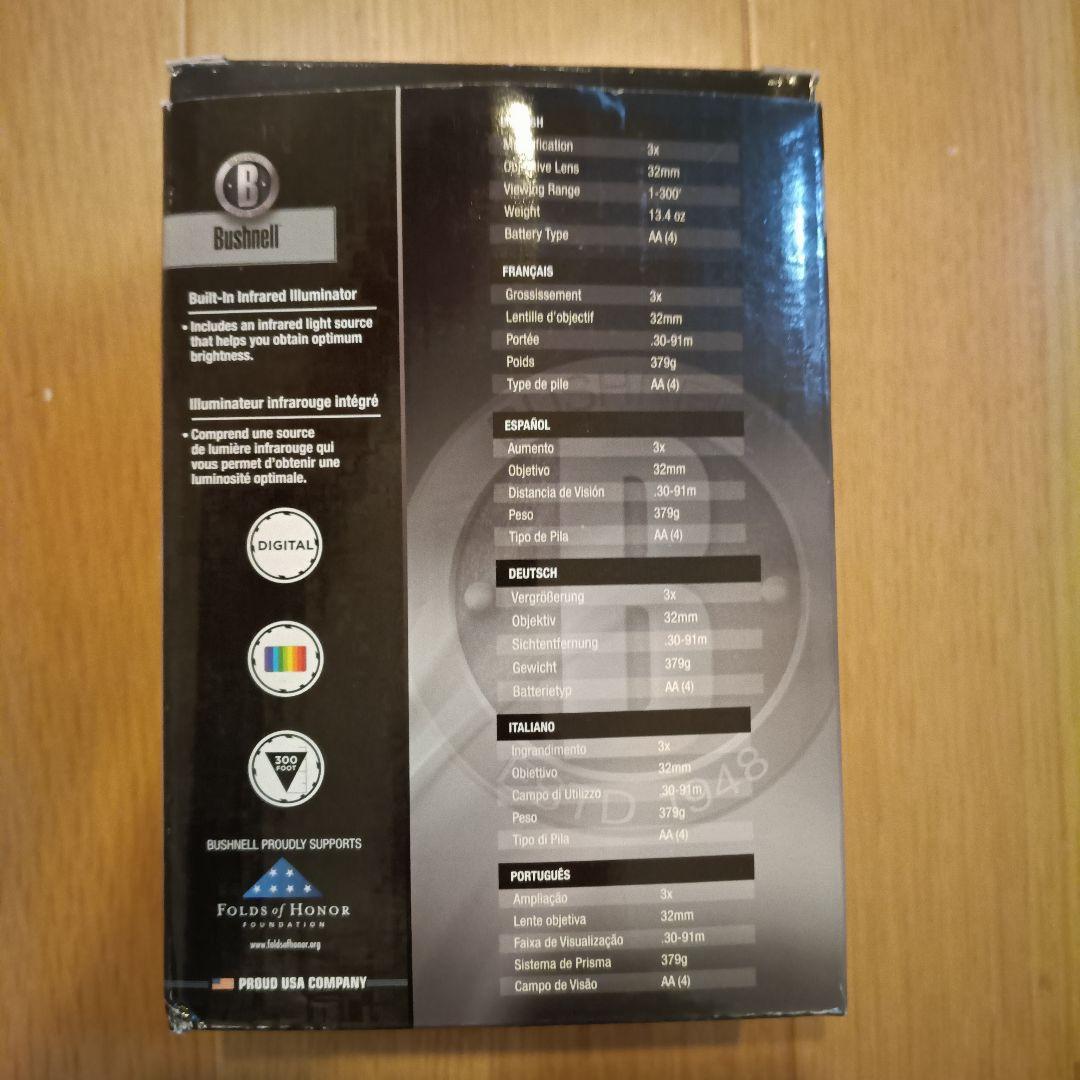 B
Bushnell
Built-In Infrared Illuminator
• Includes an infrared light source
that helps you obtain optimum
brightness.
Illuminateur infrarouge intégré
• Comprend une source
de lumière infrarouge qui
vous permet d'obtenir une
luminosité optimale.
DIGITAL
300
FOOT
BUSHNELL PROUDLY SUPPORTS
FOLDS of HONOR
FOUNDATION
www.foldsofhonor.org
PROUD USA COMPANY
3x
Lens 32mm
Viewing Range 1-300'
Weight 13.4 oz
Battery Type AA (4)
FRANÇAIS
Grossissement 3x
Lentille d'objectif 32mm
Portée .30-91m
Poids 379g
Type de pile AA (4)
ESPAÑOL
Aumento 3x
Objetivo 32mm
Distancia de Visión .30-91m
Peso 379g
Tipo de Pila AA (4)
DEUTSCH
Vergrößerung 3x
Objektiv 32mm
Sichtentfernung .30-91m
Gewicht 379g
Batterietyp AA (4)
ITALIANO
Ingrandimento 3x
Obiettivo 32mm
Campo di Utilizzo .30-91m
Peso 379g
Tipo di Pila AA (4)
PORTUGUÊS
Ampliação 3x
Lente objetiva 32mm
Faixa de Visualização .30-91m
Sistema de Prisma 379g
Campo de Visão AA (4)